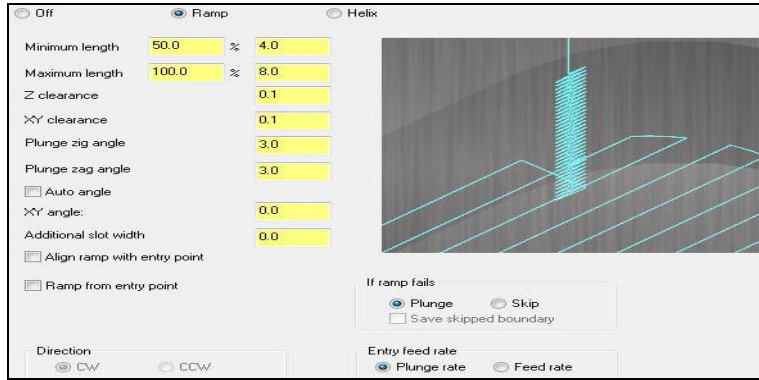 Off Ramp Helix
Minimum length 50.0 % 4.0
Maximum length 100.0 % 8.0
Z clearance 0.1
XY clearance 0.1
Plunge zig angle 3.0
Plunge zag angle 3.0
Auto angle
XY angle: 0.0
Additional slot width 0.0
Align ramp with entry point
Ramp from entry point
If ramp fails
Plunge Skip
Save skipped boundary
Direction
CW CCW
Entry feed rate
Plunge rate Feed rate